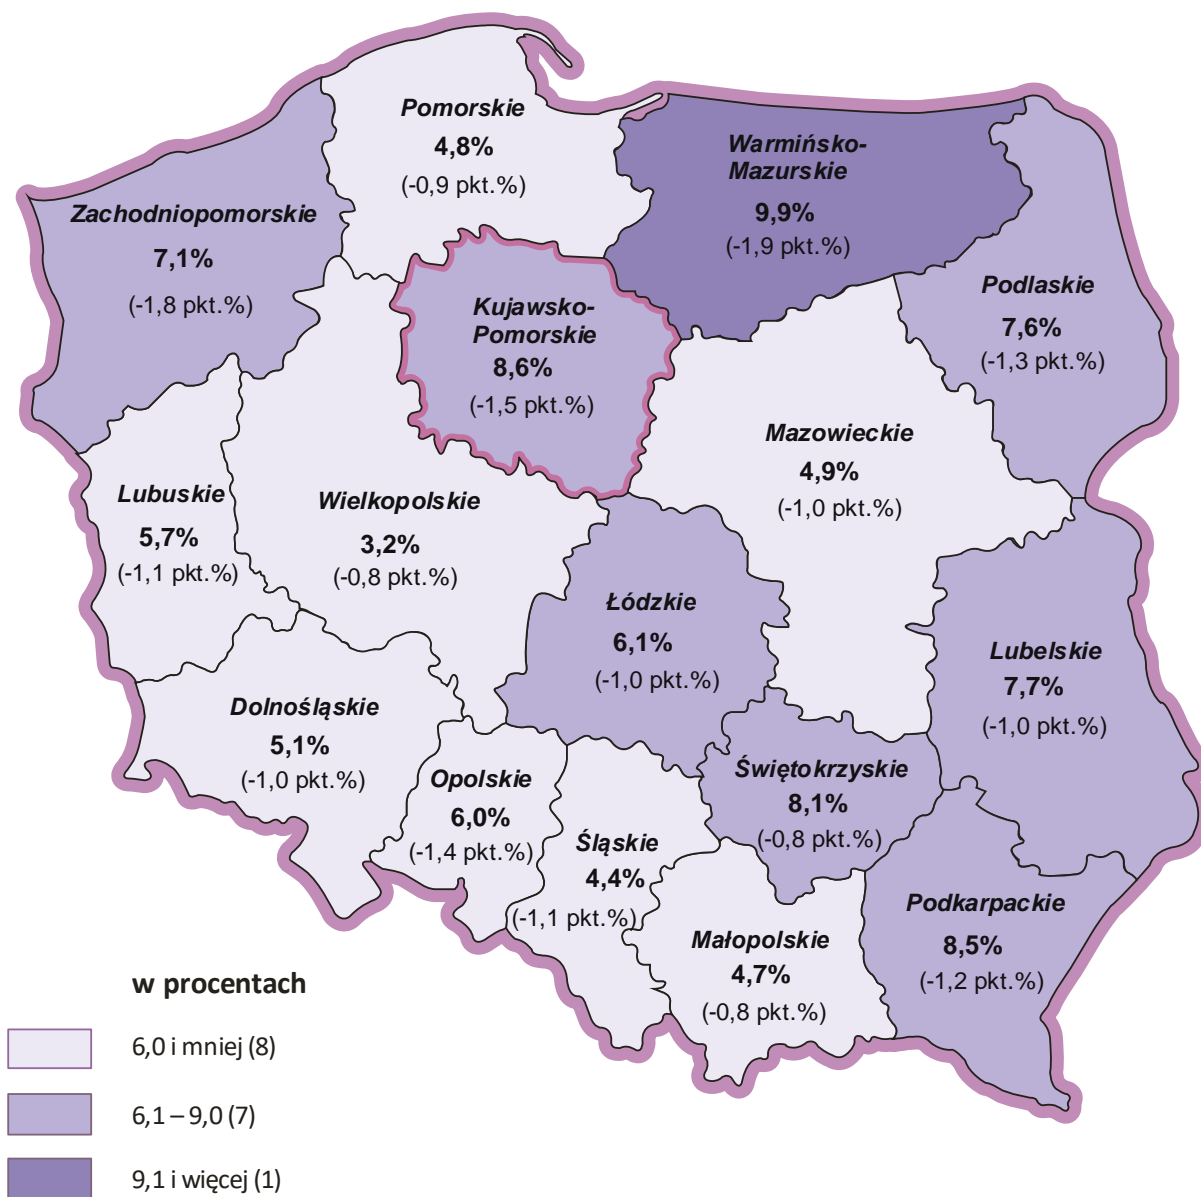 Pomorskie
4,8%
(-0,9 pkt.%)
Warmińsko-
Mazurskie
9,9%
(-1,9 pkt.%)
Zachodniopomorskie
7,1%
(-1,8 pkt.%)
Kujawsko-
Pomorskie
8,6%
(-1,5 pkt.%)
Podlaskie
7,6%
(-1,3 pkt.%)
Mazowieckie
4,9%
(-1,0 pkt.%)
Lubuskie
5,7%
(-1,1 pkt.%)
Wielkopolskie
3,2%
(-0,8 pkt.%)
Łódzkie
6,1%
(-1,0 pkt.%)
Lubelskie
7,7%
(-1,0 pkt.%)
Dolnośląskie
5,1%
(-1,0 pkt.%)
Opolskie
6,0%
(-1,4 pkt.%)
Śląskie
4,4%
(-1,1 pkt.%)
Świętokrzyskie
8,1%
(-0,8 pkt.%)
Małopolskie
4,7%
(-0,8 pkt.%)
Podkarpackie
8,5%
(-1,2 pkt.%)
w procentach
6,0 i mniej (8)
6,1 – 9,0 (7)
9,1 i więcej (1)